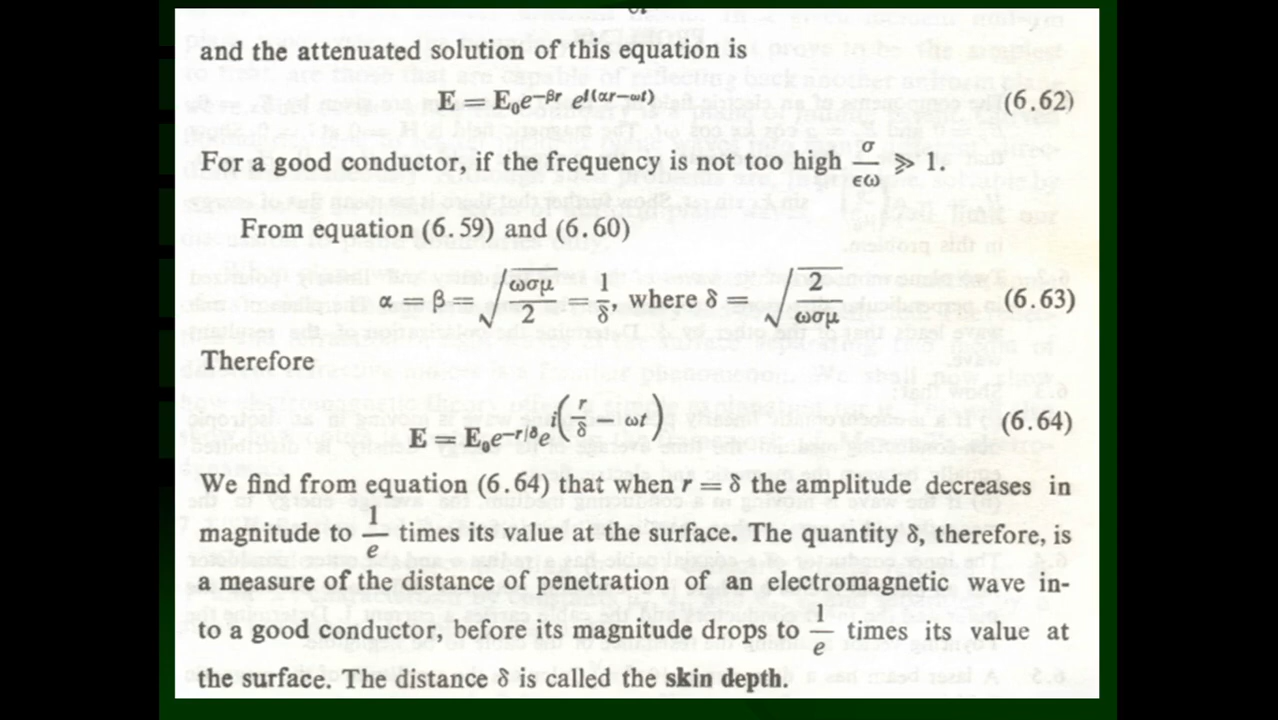 and the attenuated solution of this equation is
E = E₀e^{−βr} e^{i(αr−ωt)} (6.62)
For a good conductor, if the frequency is not too high σ/ϵω ≫ 1.
From equation (6.59) and (6.60)
α = β = √(ωσμ/2) = 1/δ, where δ = √(2/ωσμ) (6.63)
Therefore
E = E₀e^{−r/δ}e^{i(r/δ − ωt)} (6.64)
We find from equation (6.64) that when r = δ the amplitude decreases in
magnitude to 1/e times its value at the surface. The quantity δ, therefore, is
a measure of the distance of penetration of an electromagnetic wave in-
to a good conductor, before its magnitude drops to 1/e times its value at
the surface. The distance δ is called the skin depth.